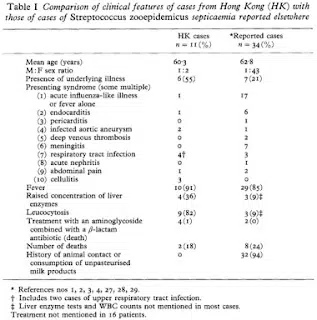 Table I Comparison of clinical features of cases from Hong Kong (HK) with
those of cases of Streptococcus zooepidemicus septicaemia reported elsewhere
HK cases *Reported cases
n = 11 (%) n = 34 (%)
Mean age (years) 60·3 62·8
M:F sex ratio 1:2 1:43
Presence of underlying illness 6 (55) 7 (21)
Presenting syndrome (some multiple)
(1) acute influenza-like illness 1 17
or fever alone
(2) endocarditis 1 6
(3) pericarditis 0 1
(4) infected aortic aneurysm 2 1
(5) deep venous thrombosis 0 2
(6) meningitis 0 7
(7) respiratory tract infection 4† 3
(8) acute nephritis 0 1
(9) abdominal pain 1 2
(10) cellulitis 3 0
Fever 10 (91) 29 (85)
Raised concentration of liver 4 (36) 3 (9)‡
enzymes
Leucocytosis 9 (82) 3 (9)‡
Treatment with an aminoglycoside 4 (1) 2 (0)
combined with a β-lactam
antibiotic (death)
Number of deaths 2 (18) 8 (24)
History of animal contact or 0 32 (94)
consumption of unpasteurised
milk products
* References nos 1, 2, 3, 4, 27, 28, 29.
† Includes two cases of upper respiratory tract infection.
‡ Liver enzyme tests and WBC counts not mentioned in most cases.
Treatment not mentioned in 16 patients.